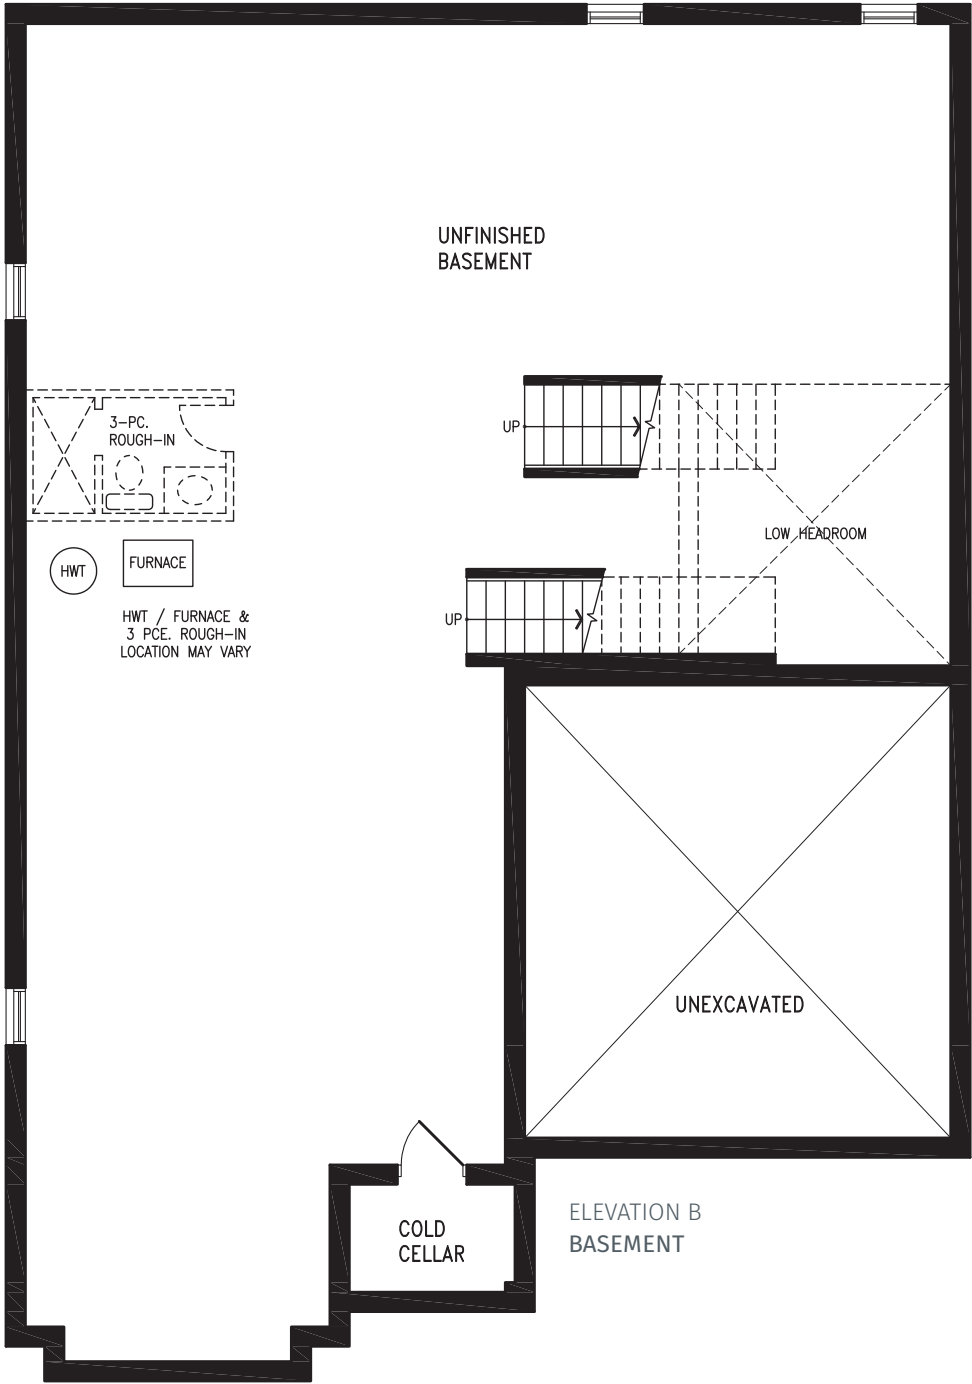 UNFINISHED
BASEMENT
3-PC.
ROUGH-IN
UP
LOW HEADROOM
HWT
FURNACE
HWT / FURNACE &
3 PCE. ROUGH-IN
LOCATION MAY VARY
UP
UNEXCAVATED
COLD
CELLAR
ELEVATION B
BASEMENT